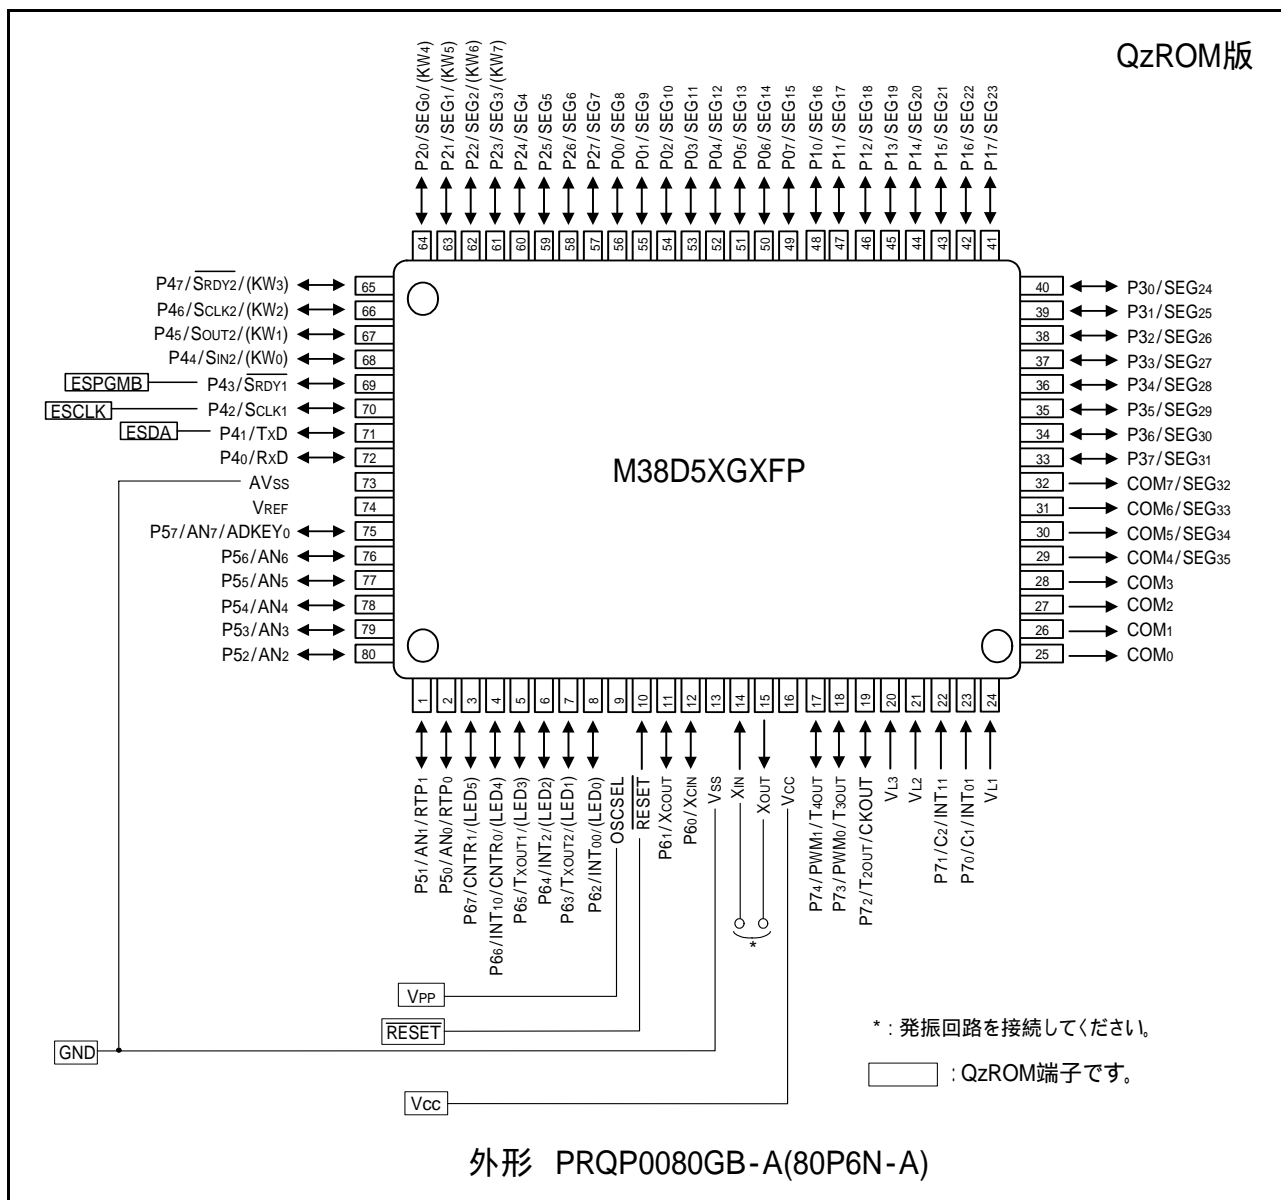 QzROM版
P20/SEG0/(KW4)
P21/SEG1/(KW5)
P22/SEG2/(KW6)
P23/SEG3/(KW7)
P24/SEG4
P25/SEG5
P26/SEG6
P27/SEG7
P00/SEG8
P01/SEG9
P02/SEG10
P03/SEG11
P04/SEG12
P05/SEG13
P06/SEG14
P07/SEG15
P10/SEG16
P11/SEG17
P12/SEG18
P13/SEG19
P14/SEG20
P15/SEG21
P16/SEG22
P17/SEG23
64 63 62 61 60 59 58 57 56 55 54 53 52 51 50 49 48 47 46 45 44 43 42 41
P47/SRDY2/(KW3) 65
P46/SCLK2/(KW2) 66
P45/SOUT2/(KW1) 67
P44/SIN2/(KW0) 68
ESPGMB P43/SRDY1 69
ESCLK P42/SCLK1 70
ESDA P41/TxD 71
P40/RxD 72
AVSS 73
VREF 74
P57/AN7/ADKEY0 75
P56/AN6 76
P55/AN5 77
P54/AN4 78
P53/AN3 79
P52/AN2 80
M38D5XGXFP
40 P30/SEG24
39 P31/SEG25
38 P32/SEG26
37 P33/SEG27
36 P34/SEG28
35 P35/SEG29
34 P36/SEG30
33 P37/SEG31
32 COM7/SEG32
31 COM6/SEG33
30 COM5/SEG34
29 COM4/SEG35
28 COM3
27 COM2
26 COM1
25 COM0
1 2 3 4 5 6 7 8 9 10 11 12 13 14 15 16 17 18 19 20 21 22 23 24
P51/AN1/RTP1
P50/AN0/RTP0
P67/CNTR1/(LED5)
P66/INT10/CNTR0/(LED4)
P65/TXOUT1/(LED3)
P64/INT2/(LED2)
P63/TXOUT2/(LED1)
P62/INT00/(LED0)
OSCSEL
RESET
P61/XCOUT
P60/XCIN
VSS
XIN
XOUT
VCC
P74/PWM1/T4OUT
P73/PWM0/T3OUT
P72/T2OUT/CKOUT
VL3
VL2
P71/C2/INT11
P70/C1/INT01
VL1
*
VPP
RESET
GND
Vcc
* : 発振回路を接続してください。
: QzROM端子です。
外形 PRQP0080GB-A(80P6N-A)